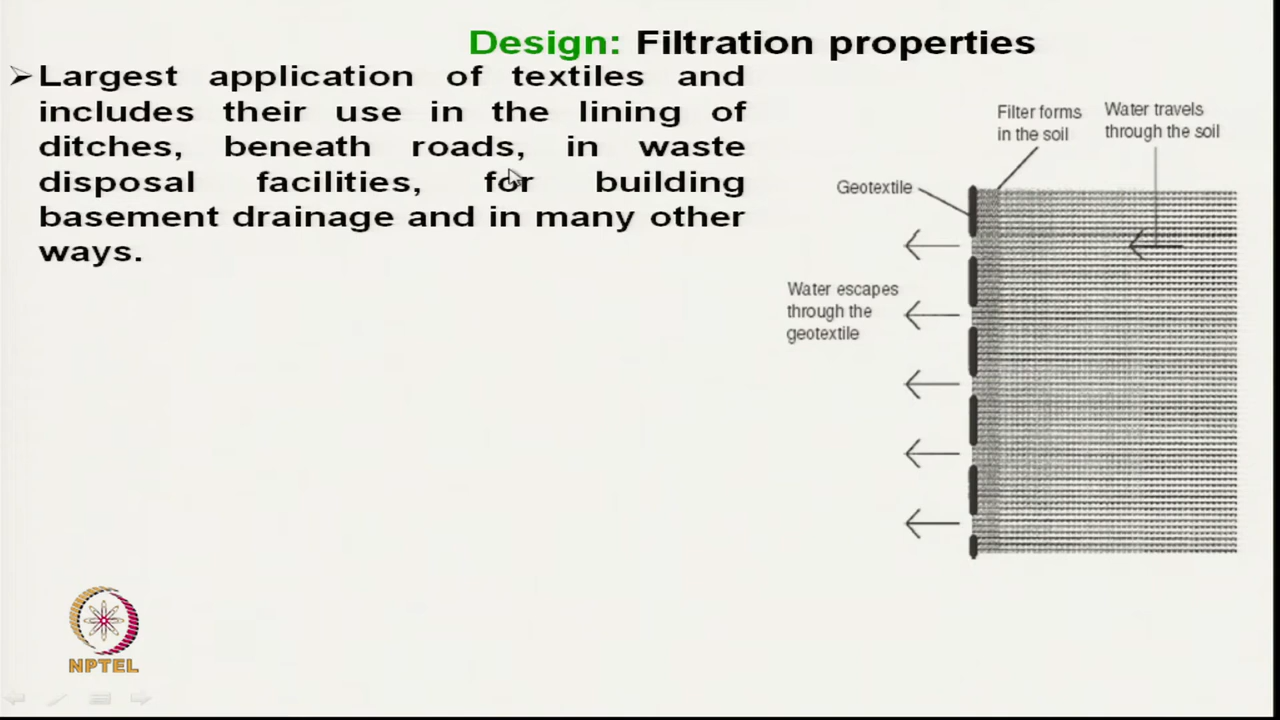 Design: Filtration properties
➢Largest application of textiles and
includes their use in the lining of
ditches, beneath roads, in waste
disposal facilities, for building
basement drainage and in many other
ways.
Filter forms
in the soil
Water travels
through the soil
Geotextile
Water escapes
through the
geotextile
NPTEL